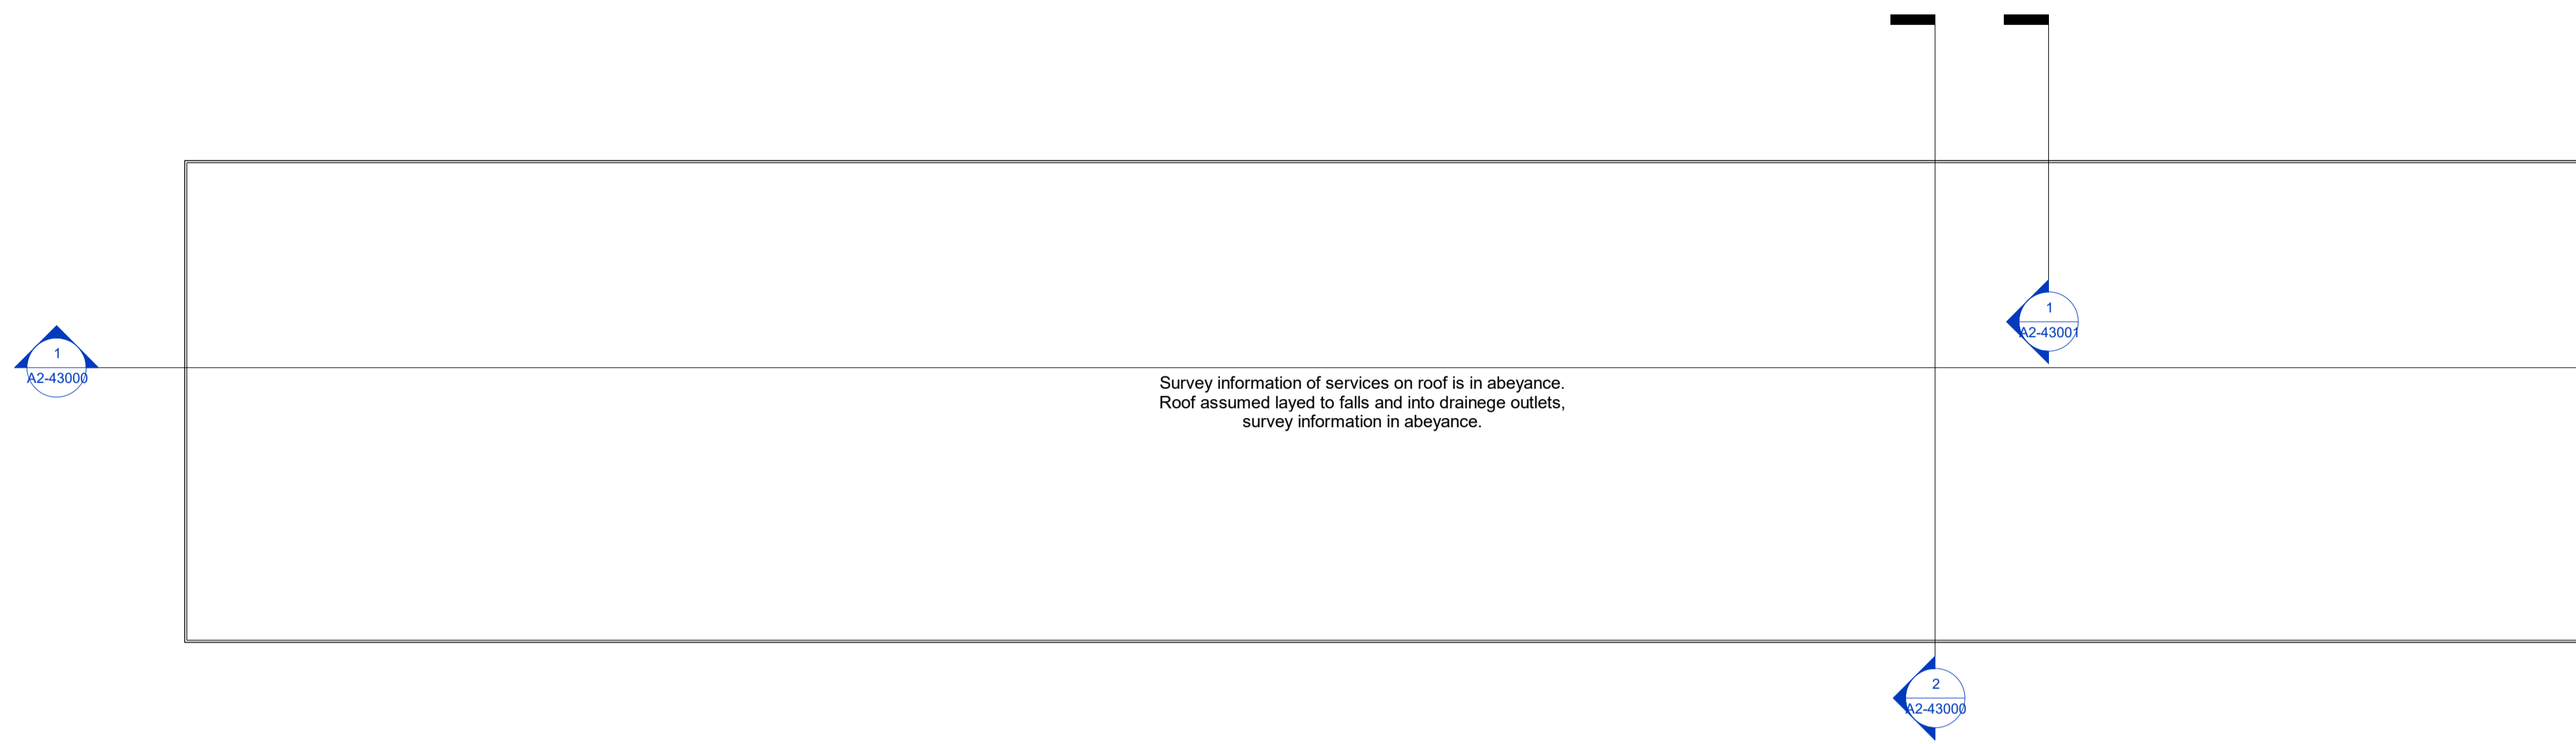 1
A2-43001
1
A2-43000
Survey information of services on roof is in abeyance.
Roof assumed layed to falls and into drainege outlets,
survey information in abeyance.
2
A2-43000